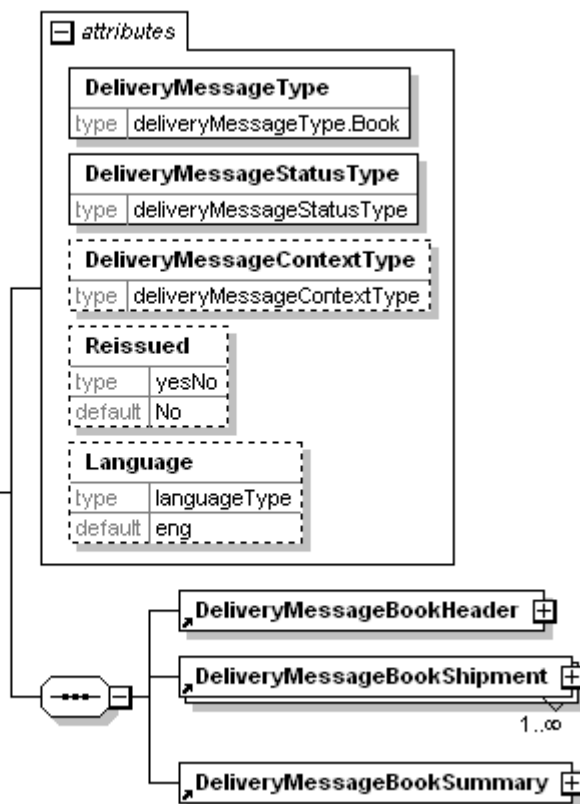 attributes
DeliveryMessageType
type deliveryMessageType.Book
DeliveryMessageStatusType
type deliveryMessageStatusType
DeliveryMessageContextType
type deliveryMessageContextType
Reissued
type yesNo
default No
Language
type languageType
default eng
DeliveryMessageBookHeader
DeliveryMessageBookShipment
1..∞
DeliveryMessageBookSummary